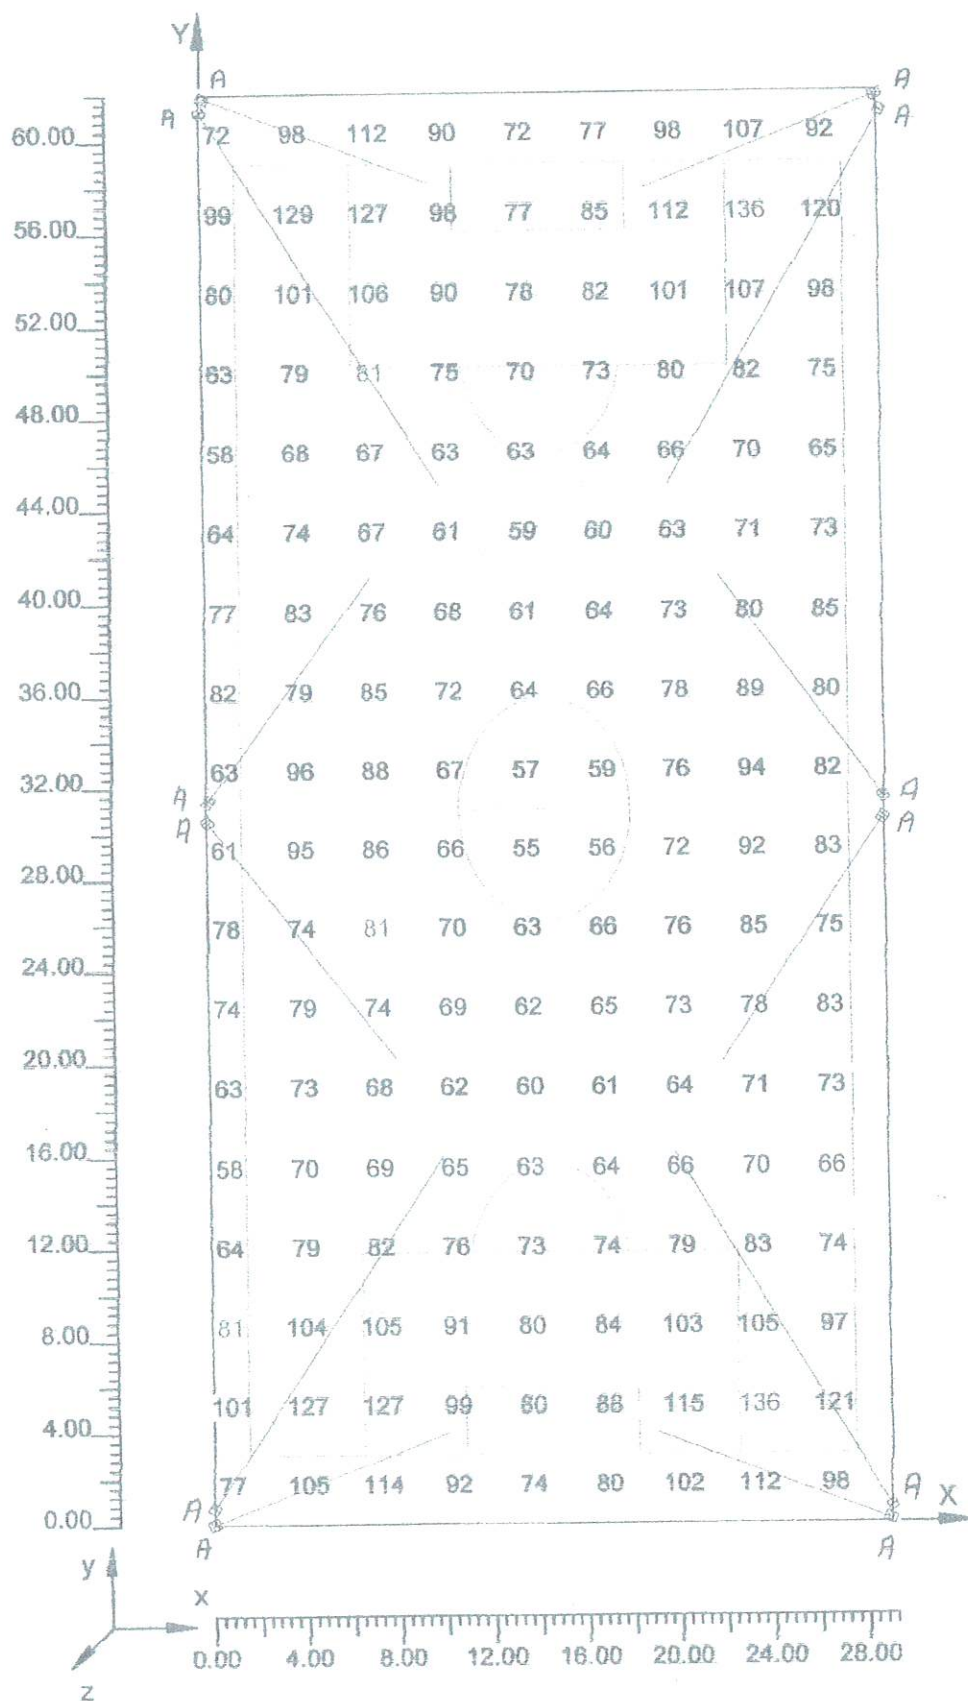 Y
A A
A A
60.00 72 98 112 90 72 77 98 107 92
56.00 99 129 127 98 77 85 112 136 120
52.00 80 101 106 90 78 82 101 107 98
48.00 63 79 81 75 70 73 80 82 75
58 68 67 63 63 64 66 70 65
44.00 64 74 67 61 59 60 63 71 73
40.00 77 83 76 68 61 64 73 80 85
36.00 82 79 85 72 64 66 78 89 80
32.00 63 96 88 67 57 59 76 94 82
A A
A A
28.00 61 95 86 66 55 56 72 92 83
78 74 81 70 63 66 76 85 75
24.00 74 79 74 69 62 65 73 78 83
20.00 63 73 68 62 60 61 64 71 73
16.00 58 70 69 65 63 64 66 70 66
12.00 64 79 82 76 73 74 79 83 74
8.00 81 104 105 91 80 84 103 105 97
4.00 101 127 127 99 80 88 115 136 121
77 105 114 92 74 80 102 112 98
A A X
0.00
A A
y
x
z
0.00 4.00 8.00 12.00 16.00 20.00 24.00 28.00